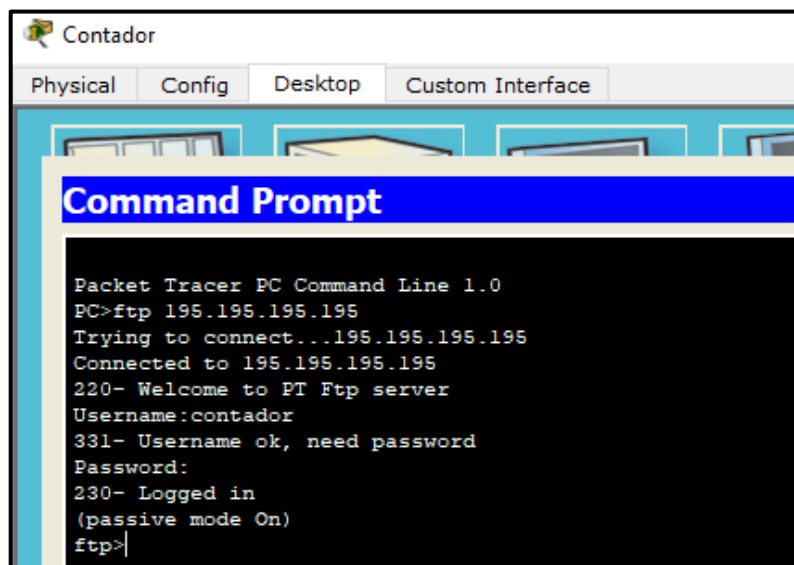 Contador
Physical Config Desktop Custom Interface
Command Prompt
Packet Tracer PC Command Line 1.0
PC>ftp 195.195.195.195
Trying to connect...195.195.195.195
Connected to 195.195.195.195
220- Welcome to PT Ftp server
Username:contador
331- Username ok, need password
Password:
230- Logged in
(passive mode On)
ftp>